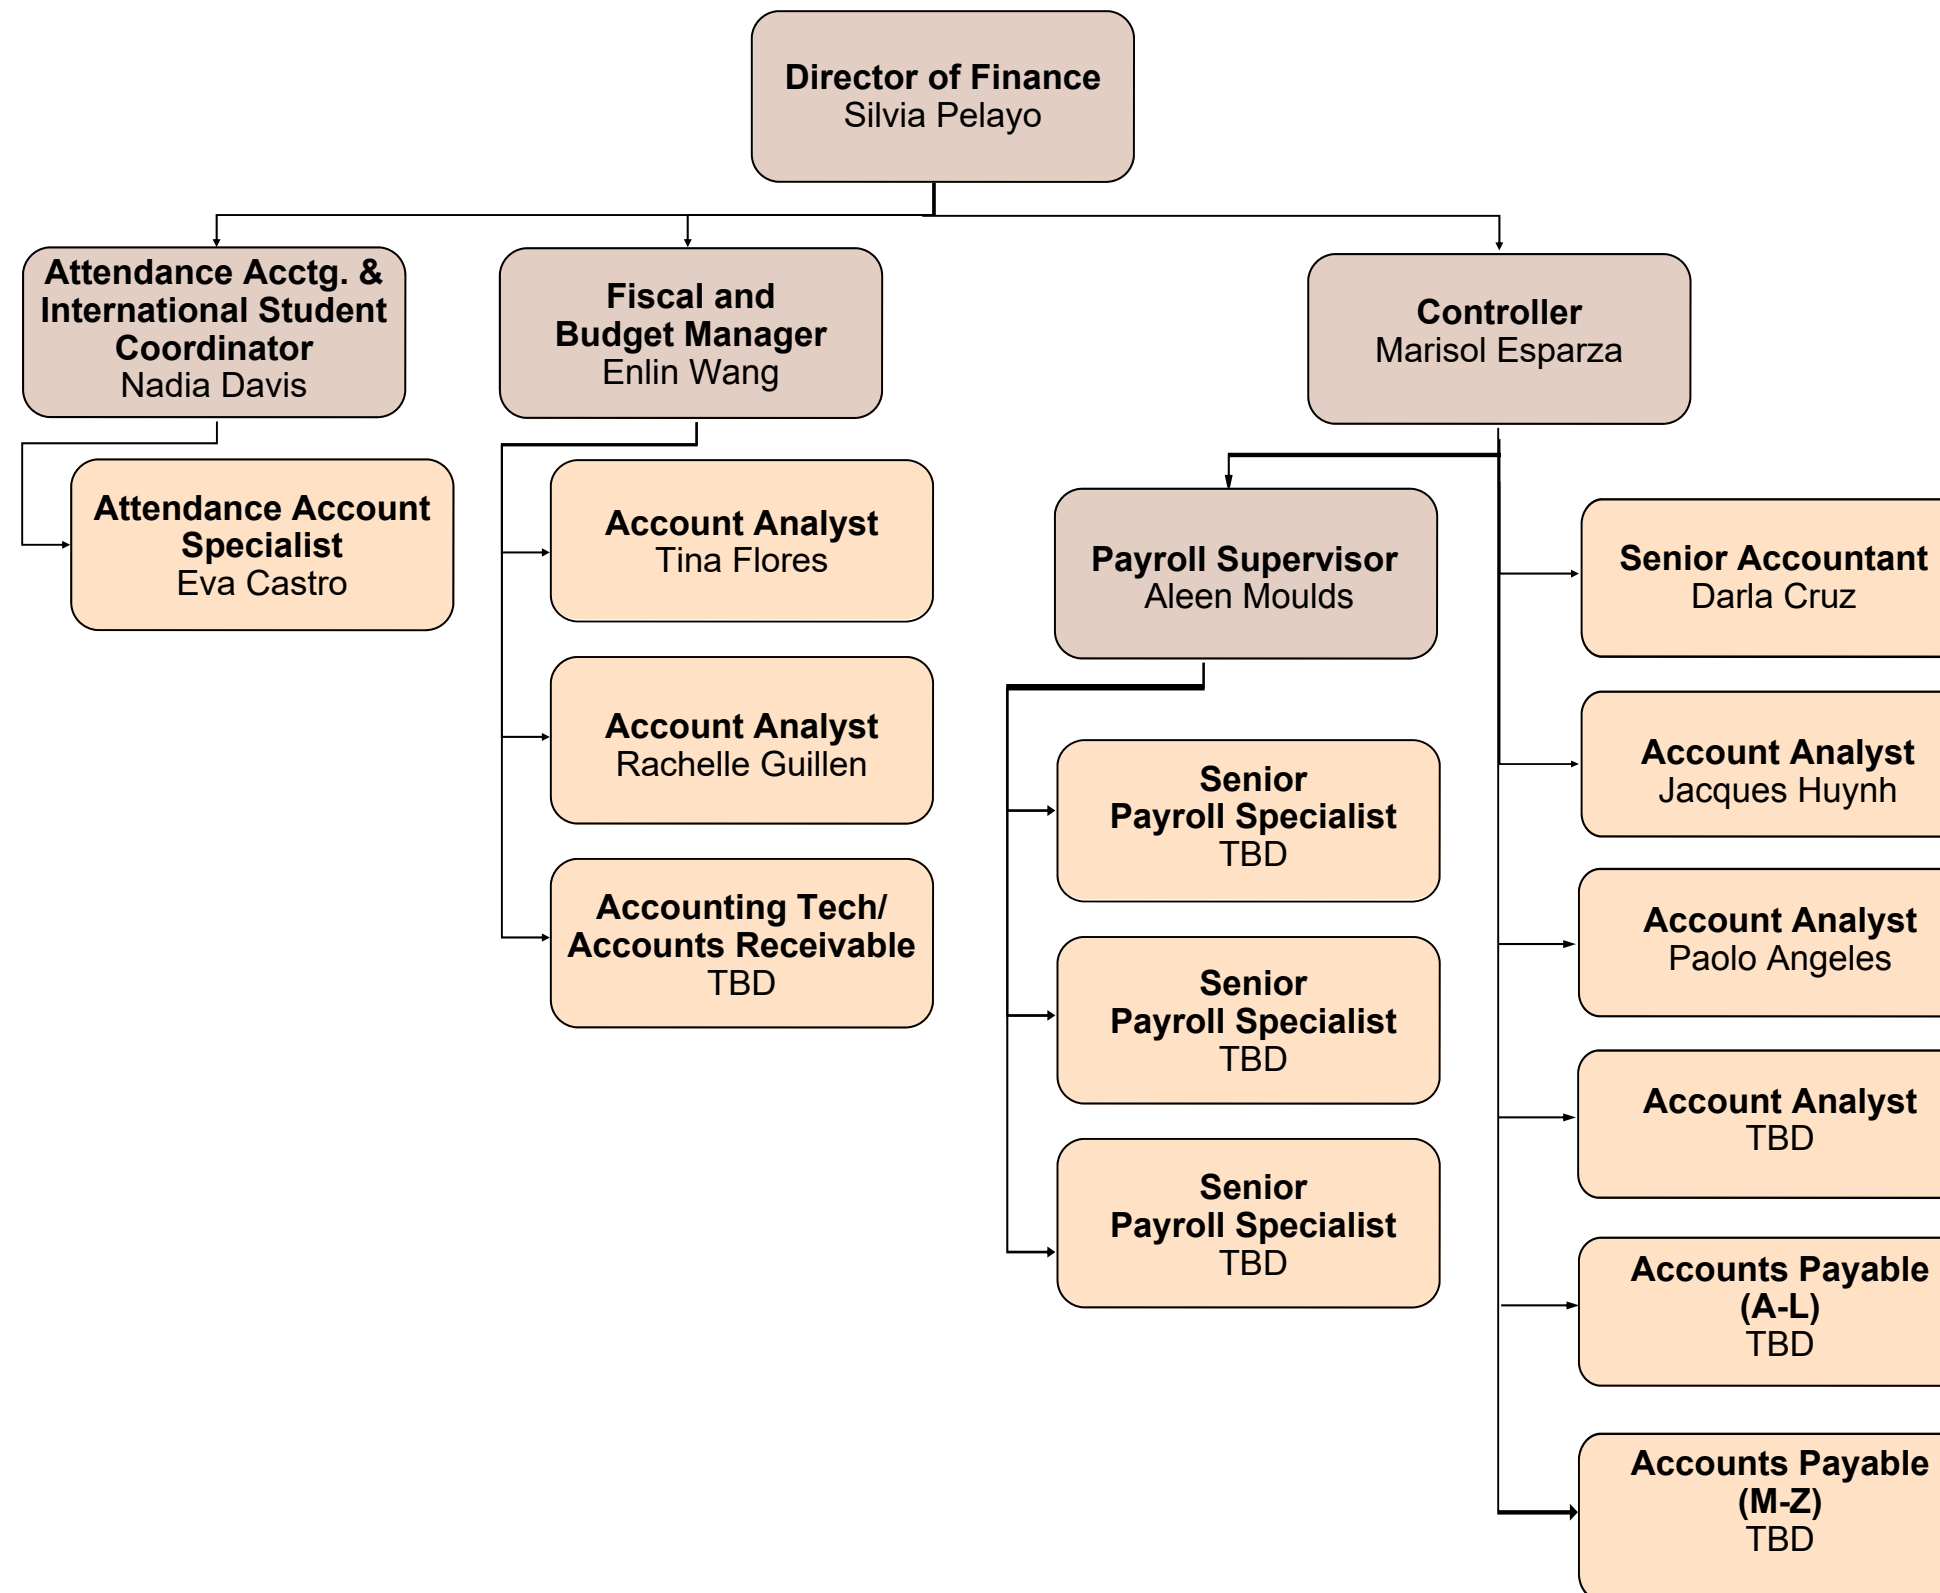 Director of Finance
Silvia Pelayo
Attendance Acctg. &
International Student
Coordinator
Nadia Davis
Fiscal and
Budget Manager
Enlin Wang
Controller
Marisol Esparza
Attendance Account
Specialist
Eva Castro
Account Analyst
Tina Flores
Account Analyst
Rachelle Guillen
Accounting Tech/
Accounts Receivable
TBD
Payroll Supervisor
Aleen Moulds
Senior
Payroll Specialist
TBD
Senior
Payroll Specialist
TBD
Senior
Payroll Specialist
TBD
Senior Accountant
Darla Cruz
Account Analyst
Jacques Huynh
Account Analyst
Paolo Angeles
Account Analyst
TBD
Accounts Payable
(A-L)
TBD
Accounts Payable
(M-Z)
TBD